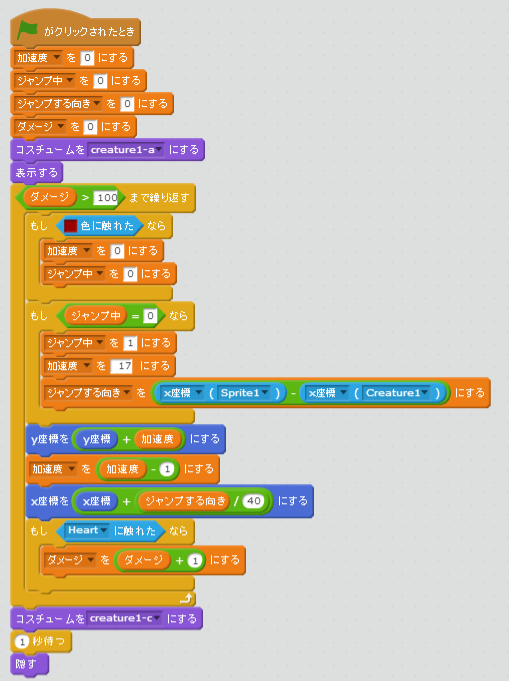 がクリックされたとき
加速度 を 0 にする
ジャンプ中 を 0 にする
ジャンプする向き を 0 にする
ダメージ を 0 にする
コスチュームを creature1-a にする
表示する
ダメージ > 100 まで繰り返す
もし 色に触れた なら
加速度 を 0 にする
ジャンプ中 を 0 にする
もし ジャンプ中 = 0 なら
ジャンプ中 を 1 にする
加速度 を 17 にする
ジャンプする向き を x座標 ( Sprite1 ) - x座標 ( Creature1 ) にする
y座標を y座標 + 加速度 にする
加速度 を 加速度 - 1 にする
x座標を x座標 + ジャンプする向き / 40 にする
もし Heart に触れた なら
ダメージ を ダメージ + 1 にする
コスチュームを creature1-c にする
1 秒待つ
隠す